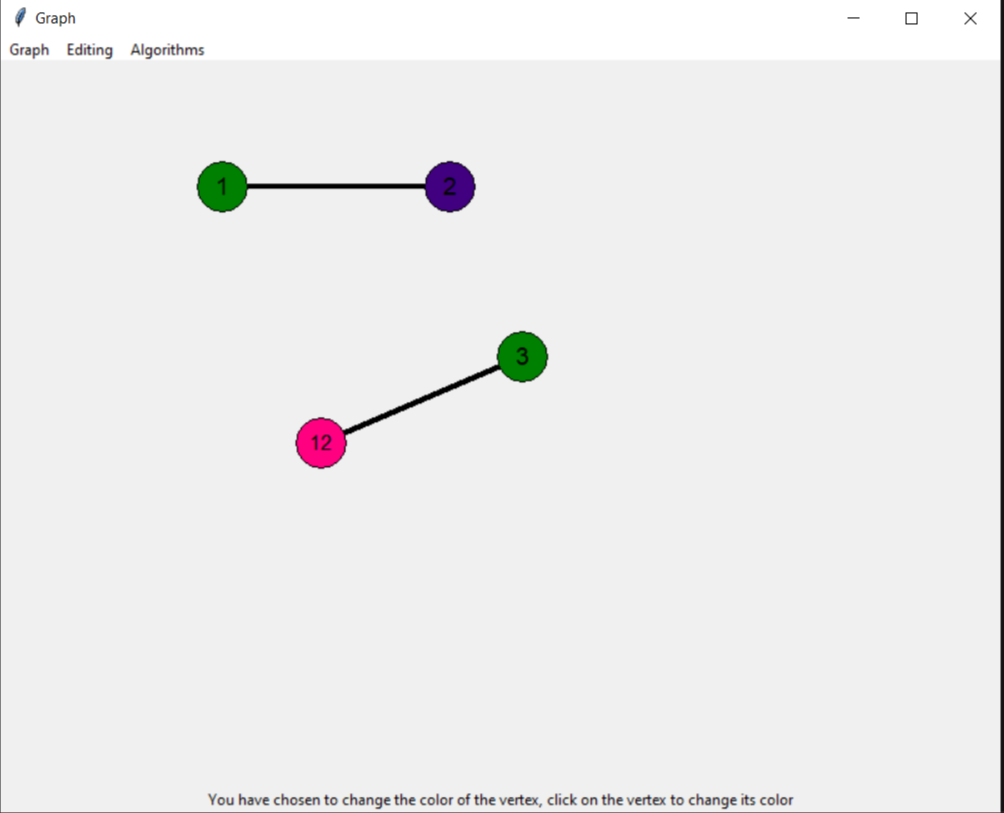 Graph
Graph Editing Algorithms
1 2
3
12
You have chosen to change the color of the vertex, click on the vertex to change its color